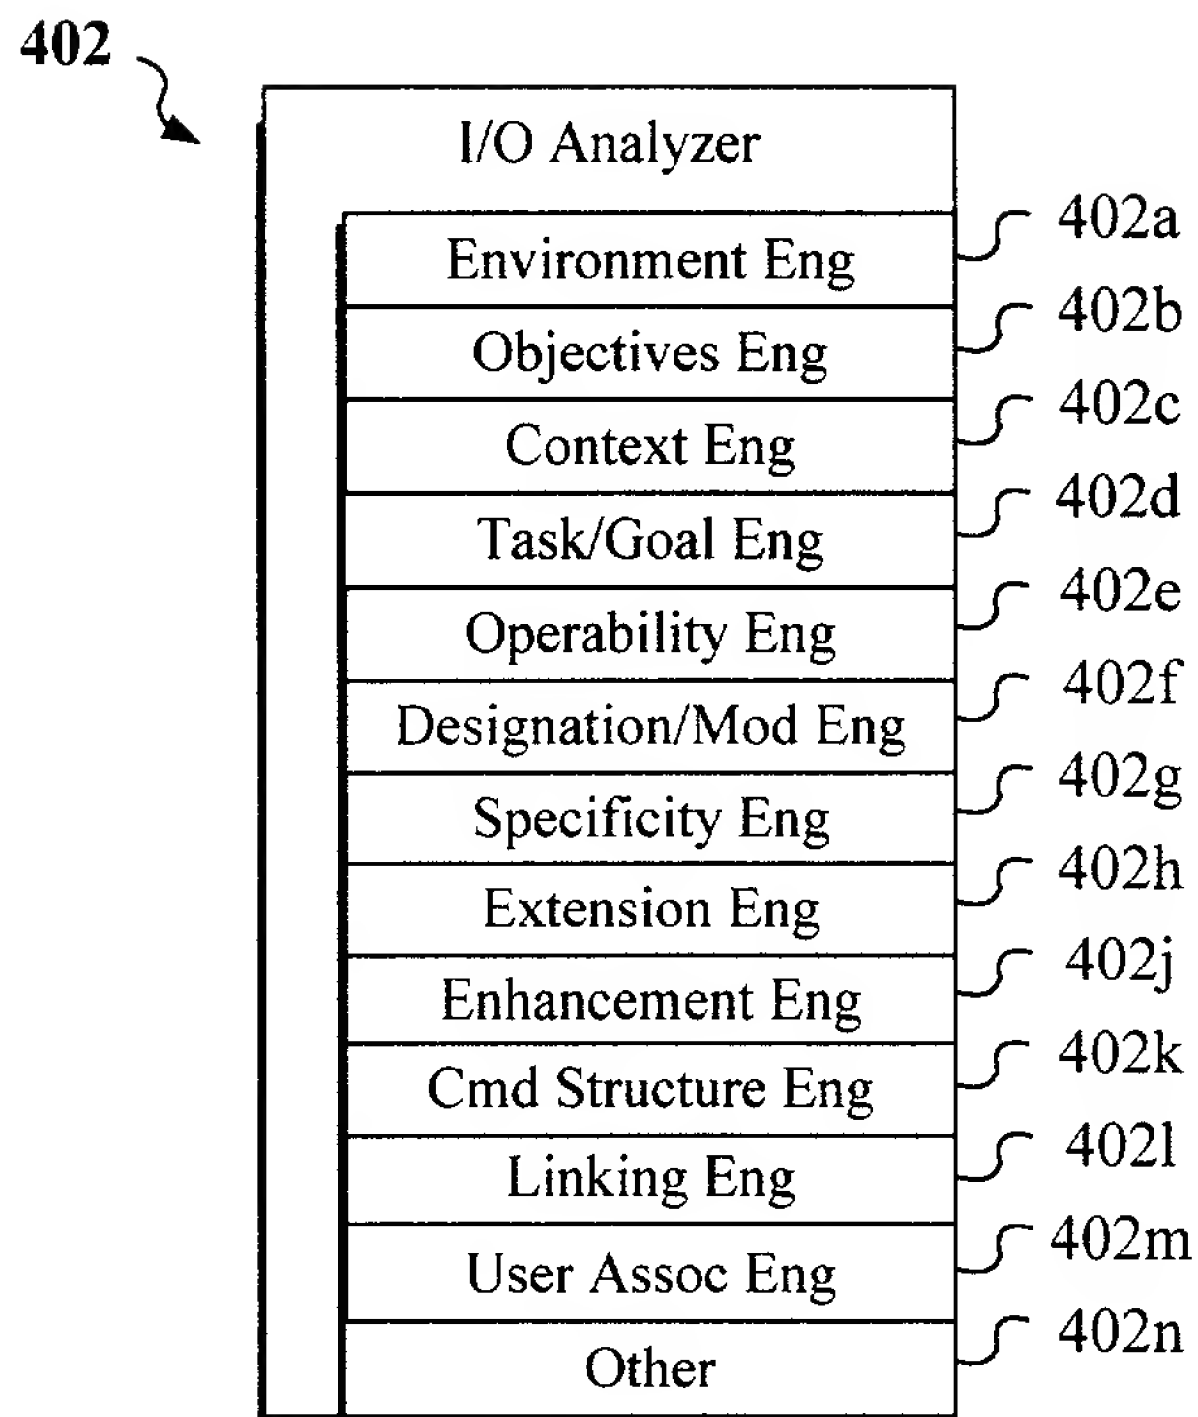 402
I/O Analyzer
Environment Eng 402a
Objectives Eng 402b
Context Eng 402c
Task/Goal Eng 402d
Operability Eng 402e
Designation/Mod Eng 402f
Specificity Eng 402g
Extension Eng 402h
Enhancement Eng 402j
Cmd Structure Eng 402k
Linking Eng 402l
User Assoc Eng 402m
Other 402n